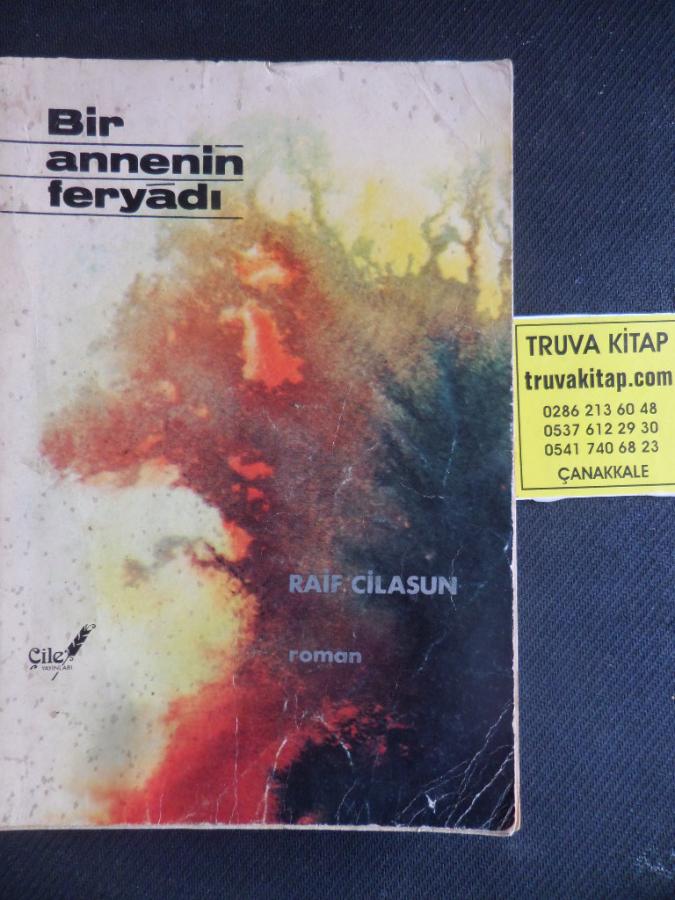 Bir
annenin
feryâdı
RAİF CİLASUN
roman
Çile
YAYINLARI
TRUVA KİTAP
truvakitap.com
0286 213 60 48
0537 612 29 30
0541 740 68 23
ÇANAKKALE